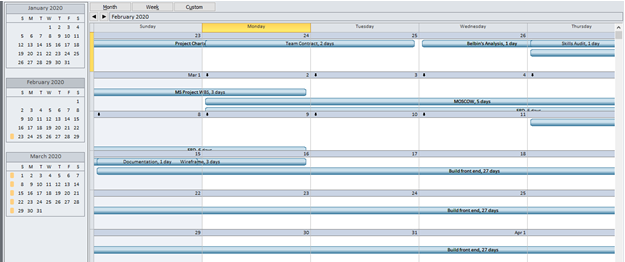 January 2020
S M T W T F S
1 2 3 4
5 6 7 8 9 10 11
12 13 14 15 16 17 18
19 20 21 22 23 24 25
26 27 28 29 30 31
February 2020
S M T W T F S
1
2 3 4 5 6 7 8
9 10 11 12 13 14 15
16 17 18 19 20 21 22
23 24 25 26 27 28 29
March 2020
S M T W T F S
1 2 3 4 5 6 7
8 9 10 11 12 13 14
15 16 17 18 19 20 21
22 23 24 25 26 27 28
29 30 31
Month Week Custom
February 2020
Sunday Monday Tuesday Wednesday Thursday
23 24 25 26
Project Charte Team Contract, 2 days Belbin's Analysis, 1 day Skills Audit, 1 day
Mar 1 2 3 4
MS Project WBS, 3 days
MOSCOW, 5 days
8 9 10 11
15 16 17 18
Documentation, 1 day Wireframe, 3 days
Build front end, 27 days
22 23 24 25
Build front end, 27 days
29 30 31 Apr 1
Build front end, 27 days